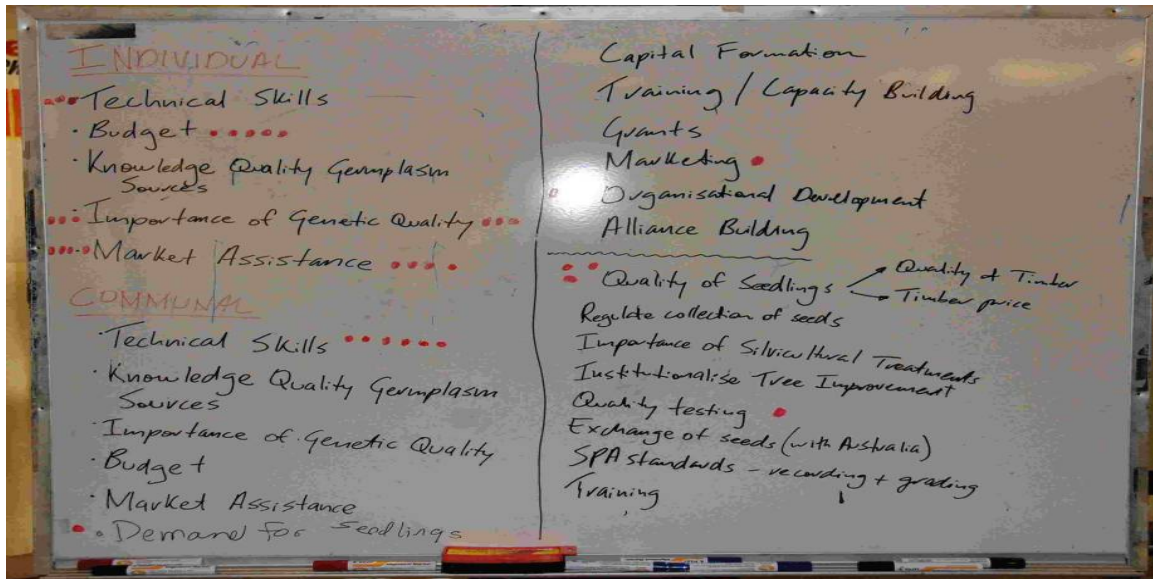 INDIVIDUAL
Technical Skills
· Budget
· Knowledge Quality Germplasm
Sources
· Importance of Genetic Quality
· Market Assistance
COMMUNAL
· Technical Skills
· Knowledge Quality Germplasm
Sources
· Importance of Genetic Quality
· Budget
· Market Assistance
· Demand for Seedlings
Capital Formation
Training / Capacity Building
Grants
Marketing
Organisational Development
Alliance Building
Quality of Seedlings → Quality of Timber
→ Timber price
Regulate collection of seeds
Importance of Silvicultural Treatments
Institutionalise Tree Improvement
Quality testing
Exchange of seeds (with Australia)
SPA standards - recording + grading
Training